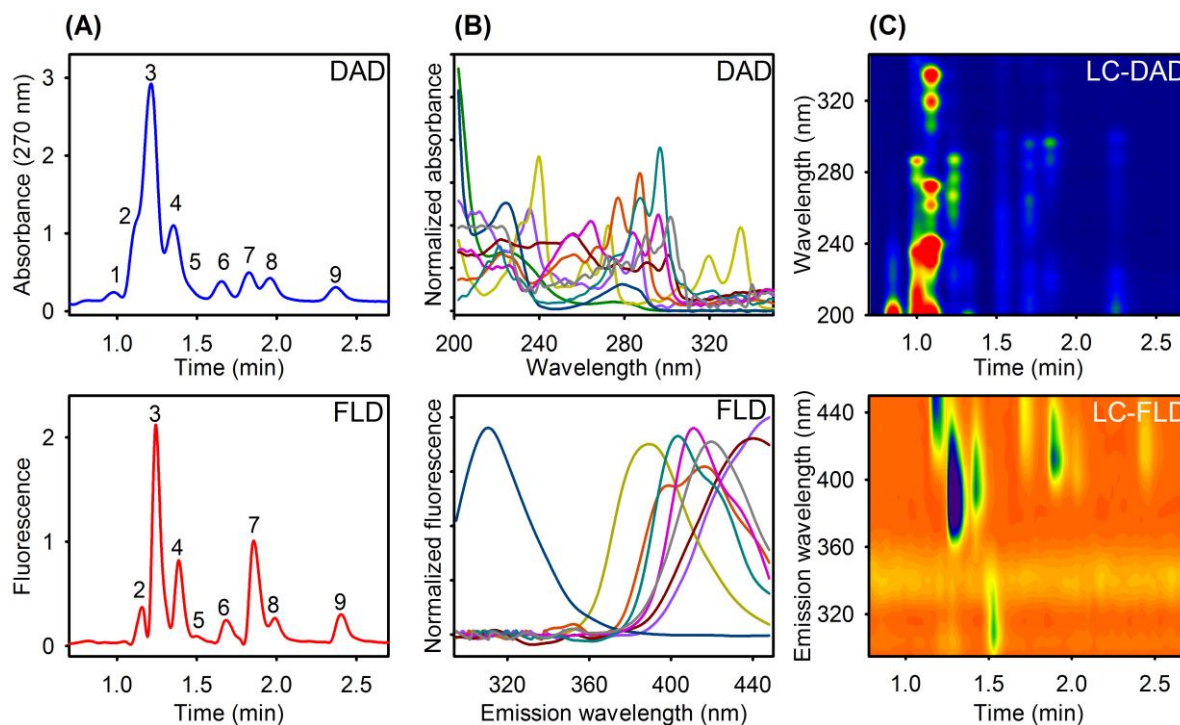 (A)
DAD
Absorbance (270 nm)
3
2
1
0
1
2
3
4
5
6
7
8
9
1.0 1.5 2.0 2.5
Time (min)
(B)
DAD
Normalized absorbance
200 240 280 320
Wavelength (nm)
(C)
LC-DAD
Wavelength (nm)
320
280
240
200
1.0 1.5 2.0 2.5
Time (min)
FLD
Fluorescence
2
1
0
2
3
4
5
6
7
8
9
1.0 1.5 2.0 2.5
Time (min)
FLD
Normalized fluorescence
320 360 400 440
Emission wavelength (nm)
LC-FLD
Emission wavelength (nm)
440
400
360
320
1.0 1.5 2.0 2.5
Time (min)